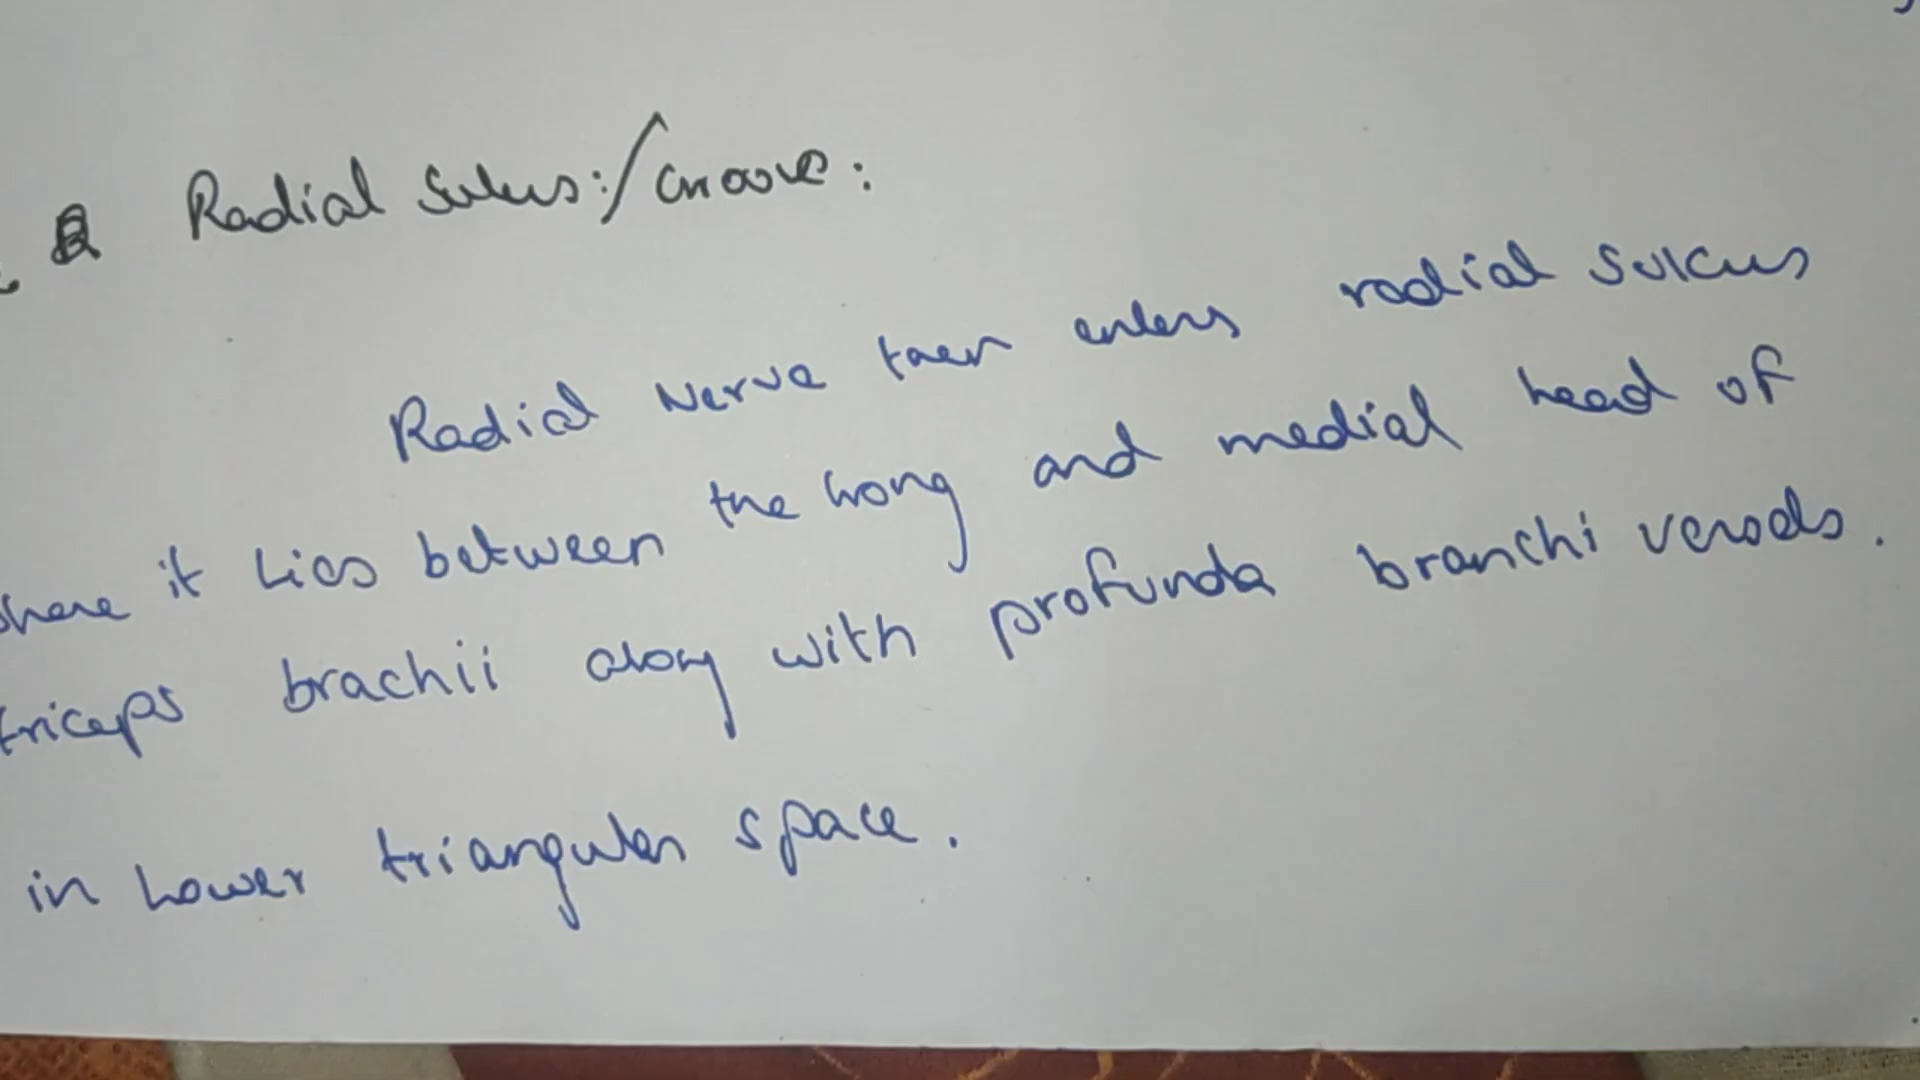 Radial Sulcus:/Groove:
Radial Nerve then enters radial sulcus
where it lies between the long and medial head of
triceps brachii along with profunda branchi vessels.
in lower triangular space.